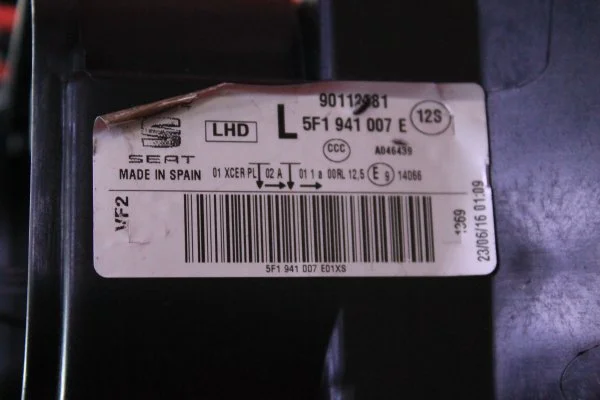 90112381
12S
LHD
L
5F1 941 007 E
CCC
A046439
SEAT
MADE IN SPAIN
01 XCER PL 02 A 01 1 a 00RL 12,5 E 9 14066
VF2
1369
23/06/16 01:09
5F1 941 007 E01XS